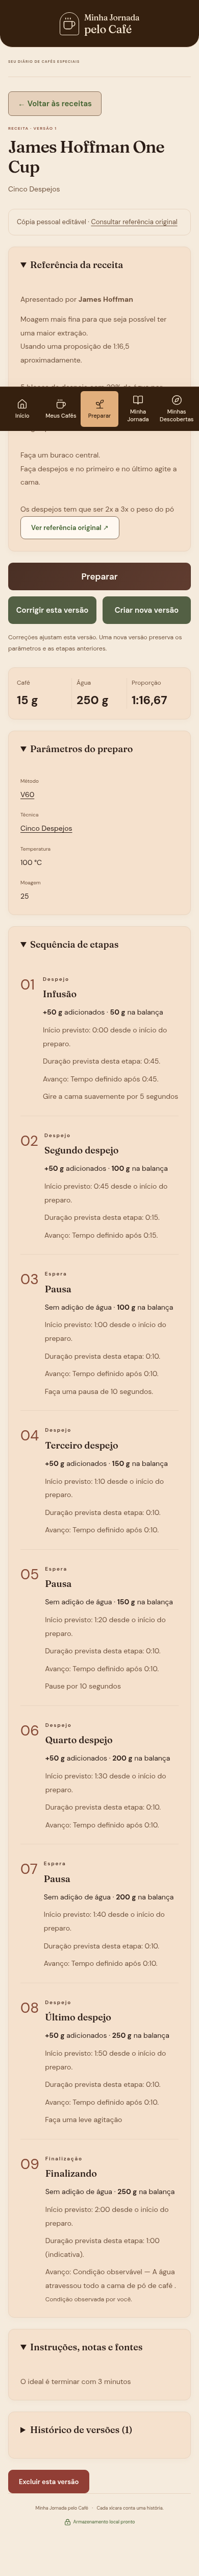 Minha Jornada
pelo Café
SEU DIÁRIO DE CAFÉS ESPECIAIS
← Voltar às receitas
RECEITA · VERSÃO 1
James Hoffman One
Cup
Cinco Despejos
Cópia pessoal editável · Consultar referência original
▼ Referência da receita
Apresentado por James Hoffman
Moagem mais fina para que seja possível ter
uma maior extração.
Usando uma proposição de 1:16,5
aproximadamente.
Início
Meus Cafés
Preparar
Minha
Jornada
Minhas
Descobertas
Faça um buraco central.
Faça despejos e no primeiro e no último agite a
cama.
Os despejos tem que ser 2x a 3x o peso do pó
Ver referência original ↗
Preparar
Corrigir esta versão
Criar nova versão
Correções ajustam esta versão. Uma nova versão preserva os
parâmetros e as etapas anteriores.
Café
Água
Proporção
15 g
250 g
1:16,67
▼ Parâmetros do preparo
Método
V60
Técnica
Cinco Despejos
Temperatura
100 °C
Moagem
25
▼ Sequência de etapas
01
Despejo
Infusão
+50 g adicionados · 50 g na balança
Início previsto: 0:00 desde o início do
preparo.
Duração prevista desta etapa: 0:45.
Avanço: Tempo definido após 0:45.
Gire a cama suavemente por 5 segundos
02
Despejo
Segundo despejo
+50 g adicionados · 100 g na balança
Início previsto: 0:45 desde o início do
preparo.
Duração prevista desta etapa: 0:15.
Avanço: Tempo definido após 0:15.
03
Espera
Pausa
Sem adição de água · 100 g na balança
Início previsto: 1:00 desde o início do
preparo.
Duração prevista desta etapa: 0:10.
Avanço: Tempo definido após 0:10.
Faça uma pausa de 10 segundos.
04
Despejo
Terceiro despejo
+50 g adicionados · 150 g na balança
Início previsto: 1:10 desde o início do
preparo.
Duração prevista desta etapa: 0:10.
Avanço: Tempo definido após 0:10.
05
Espera
Pausa
Sem adição de água · 150 g na balança
Início previsto: 1:20 desde o início do
preparo.
Duração prevista desta etapa: 0:10.
Avanço: Tempo definido após 0:10.
Pause por 10 segundos
06
Despejo
Quarto despejo
+50 g adicionados · 200 g na balança
Início previsto: 1:30 desde o início do
preparo.
Duração prevista desta etapa: 0:10.
Avanço: Tempo definido após 0:10.
07
Espera
Pausa
Sem adição de água · 200 g na balança
Início previsto: 1:40 desde o início do
preparo.
Duração prevista desta etapa: 0:10.
Avanço: Tempo definido após 0:10.
08
Despejo
Último despejo
+50 g adicionados · 250 g na balança
Início previsto: 1:50 desde o início do
preparo.
Duração prevista desta etapa: 0:10.
Avanço: Tempo definido após 0:10.
Faça uma leve agitação
09
Finalização
Finalizando
Sem adição de água · 250 g na balança
Início previsto: 2:00 desde o início do
preparo.
Duração prevista desta etapa: 1:00
(indicativa).
Avanço: Condição observável — A água
atravessou todo a cama de pó de café .
Condição observada por você.
▼ Instruções, notas e fontes
O ideal é terminar com 3 minutos
▶ Histórico de versões (1)
Excluir esta versão
Minha Jornada pelo Café · Cada xícara conta uma história.
Armazenamento local pronto